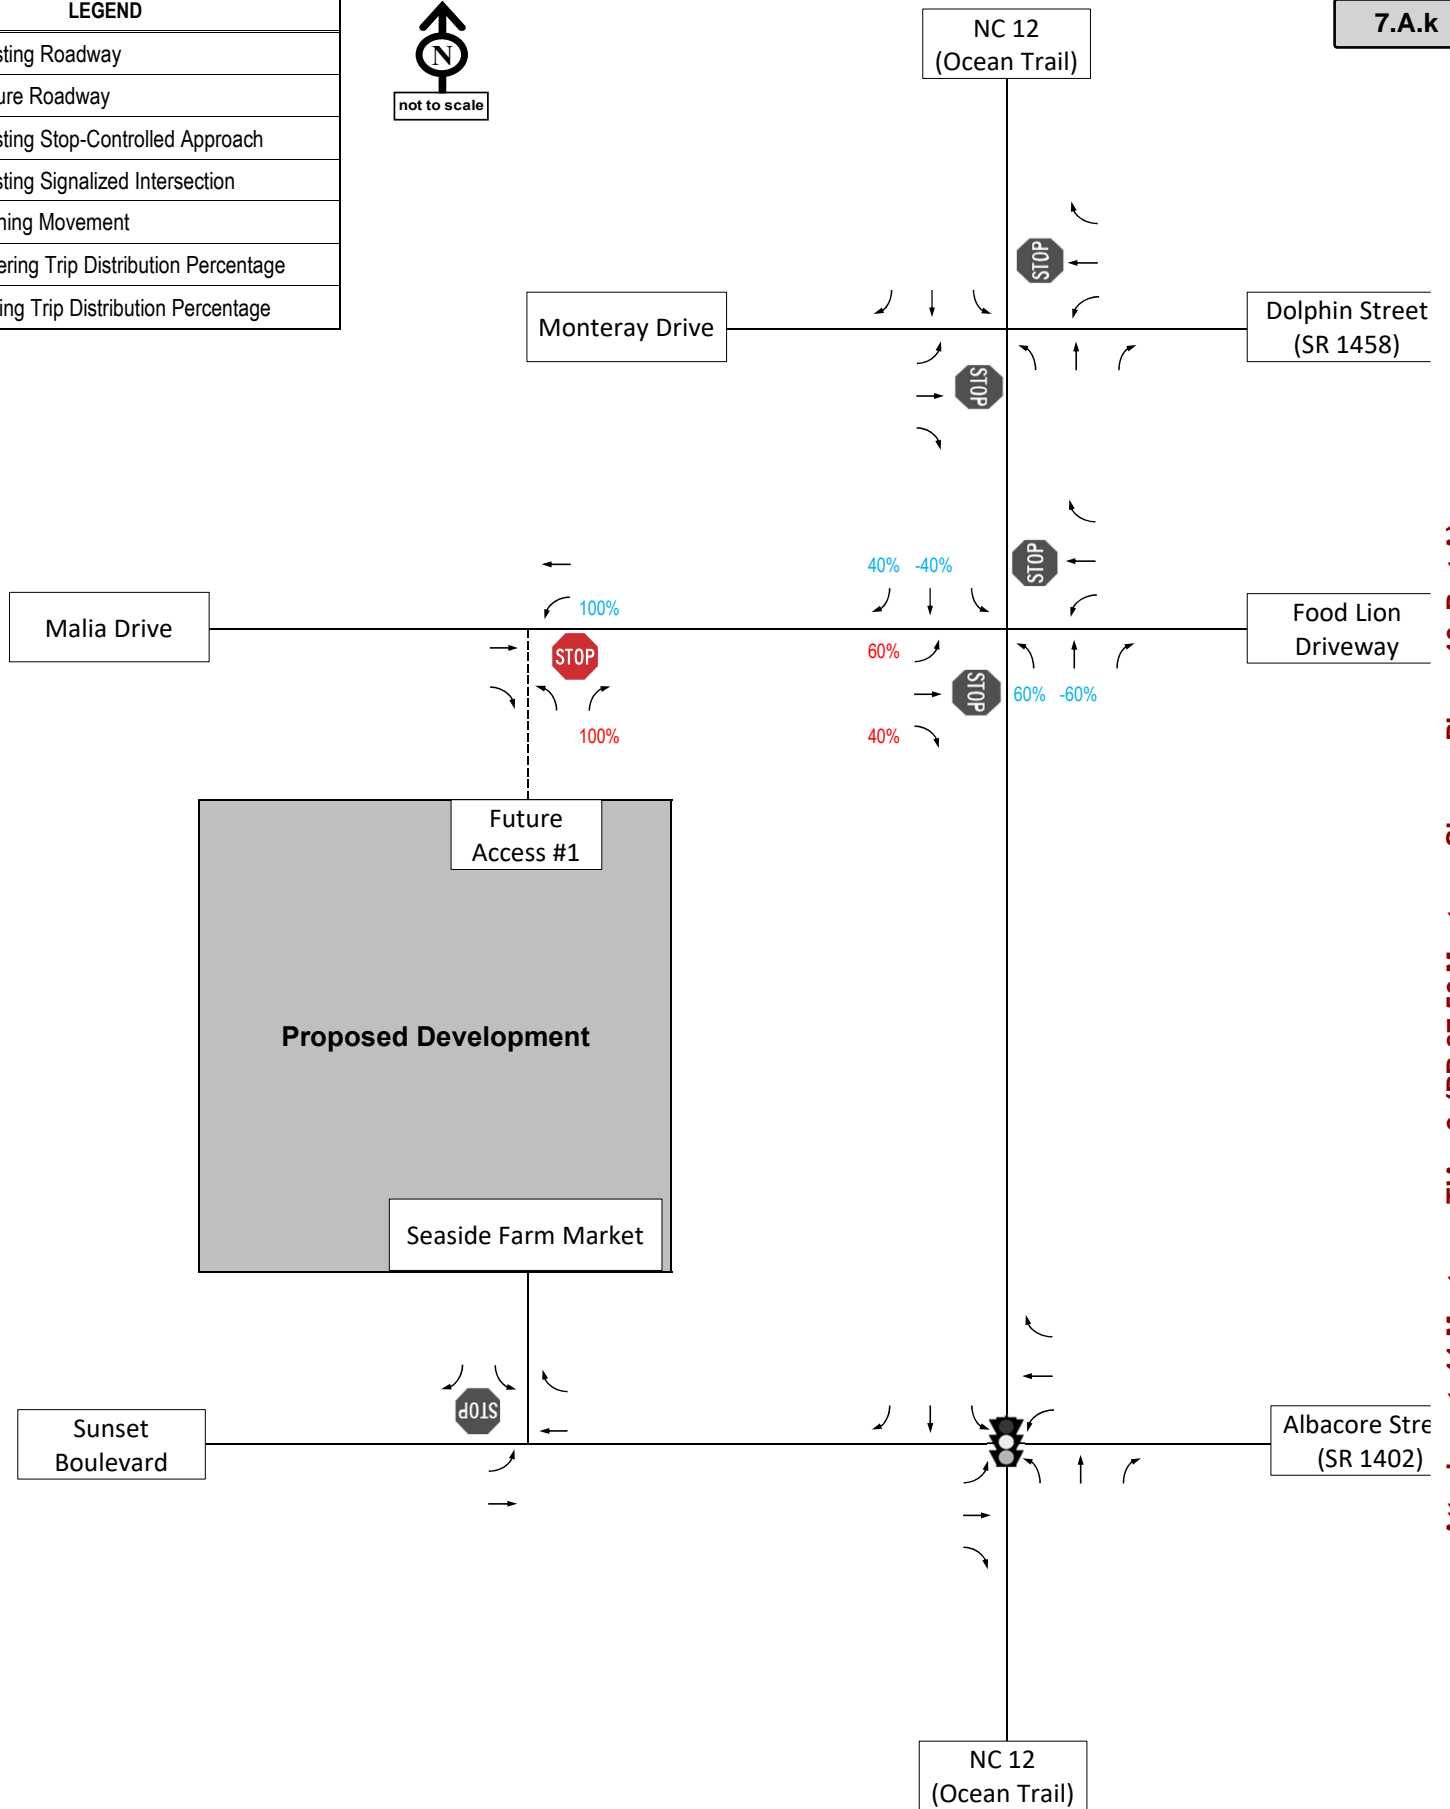 LEGEND
sting Roadway
ure Roadway
sting Stop-Controlled Approach
sting Signalized Intersection
ning Movement
ering Trip Distribution Percentage
ing Trip Distribution Percentage
N
not to scale
NC 12
(Ocean Trail)
7.A.k
STOP
Monteray Drive
Dolphin Street
(SR 1458)
STOP
40% -40%
STOP
100%
Malia Drive
Food Lion
Driveway
STOP
60%
STOP
60% -60%
100%
40%
Future
Access #1
Proposed Development
Seaside Farm Market
STOP
Sunset
Boulevard
Albacore Stre
(SR 1402)
NC 12
(Ocean Trail)